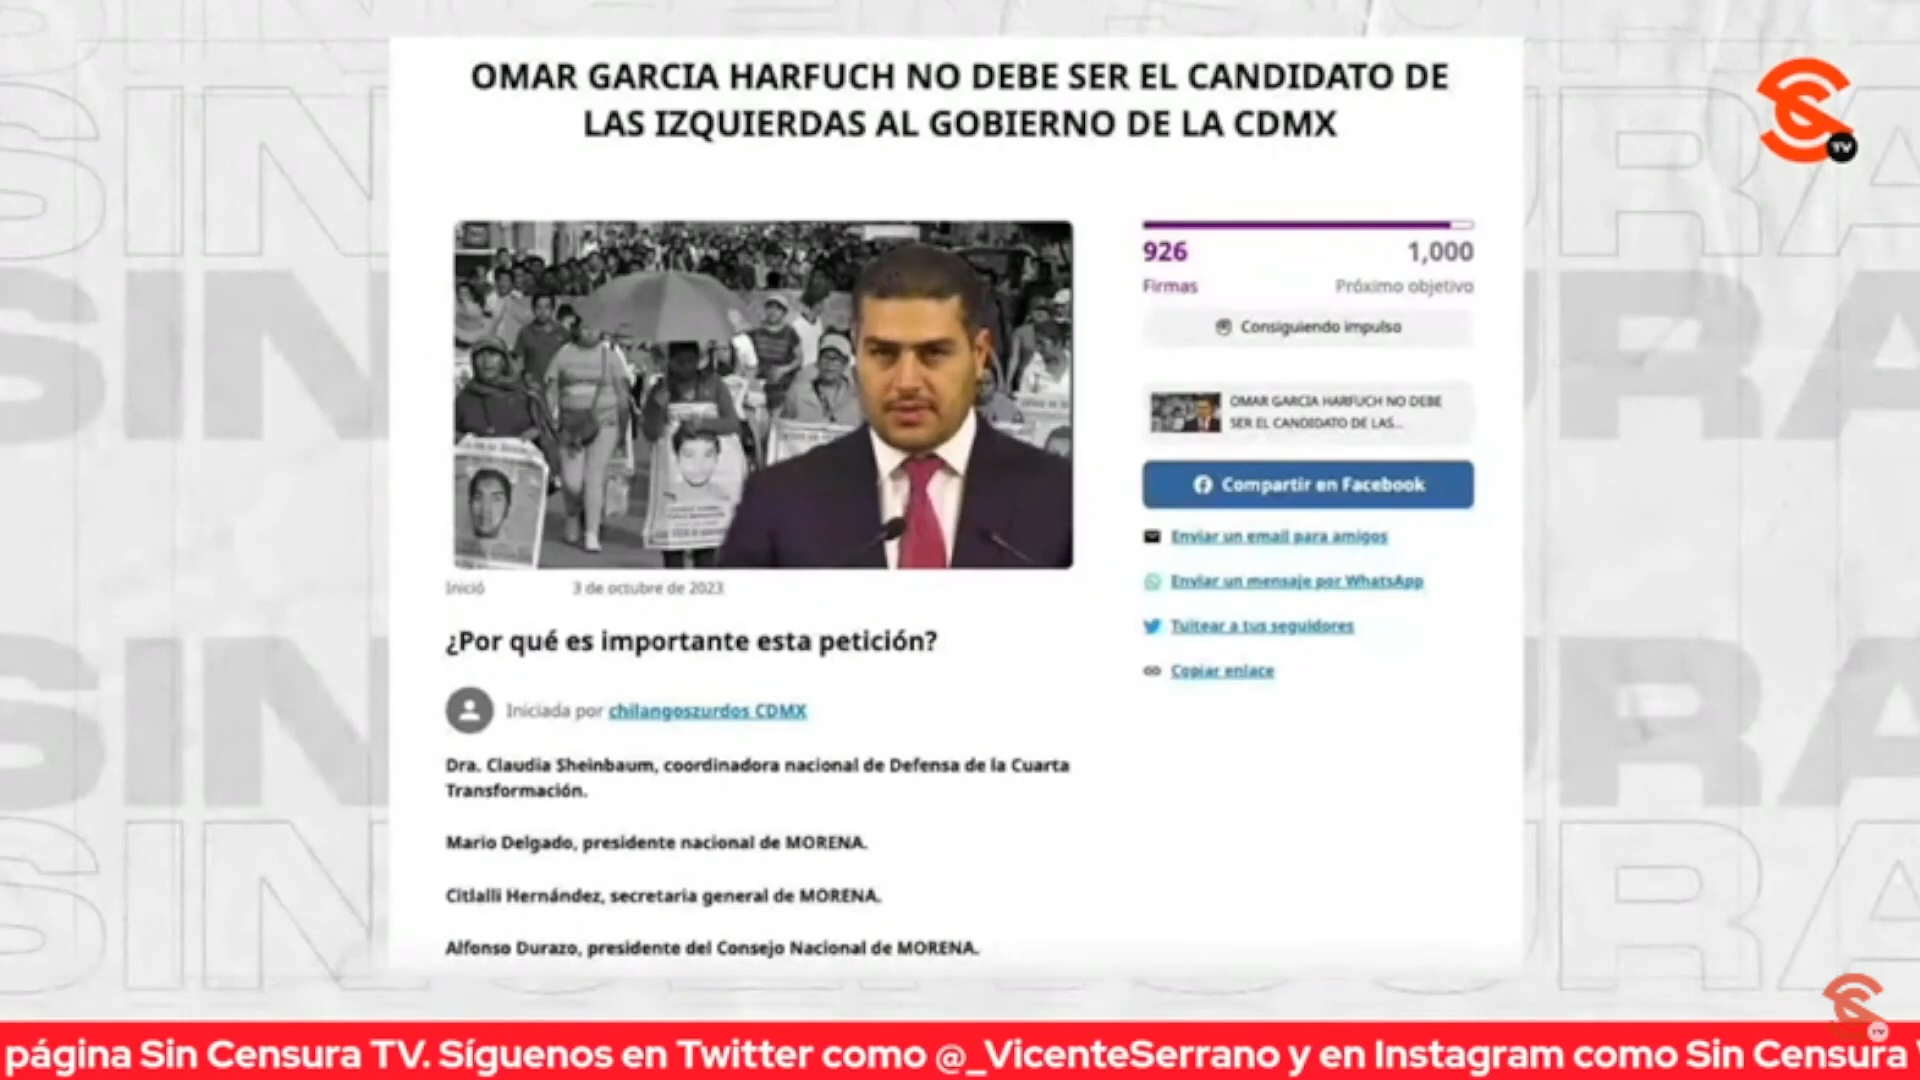 OMAR GARCIA HARFUCH NO DEBE SER EL CANDIDATO DE
LAS IZQUIERDAS AL GOBIERNO DE LA CDMX
TV
926
1,000
Firmas
Próximo objetivo
Consiguiendo impulso
OMAR GARCIA HARFUCH NO DEBE
SER EL CANDIDATO DE LAS...
Compartir en Facebook
Enviar un email para amigos
Enviar un mensaje por WhatsApp
Tuitear a tus seguidores
Copiar enlace
Inició
3 de octubre de 2023
¿Por qué es importante esta petición?
Iniciada por chilangoszurdos CDMX
Dra. Claudia Sheinbaum, coordinadora nacional de Defensa de la Cuarta
Transformación.
Mario Delgado, presidente nacional de MORENA.
Citlalli Hernández, secretaria general de MORENA.
Alfonso Durazo, presidente del Consejo Nacional de MORENA.
TV
página Sin Censura TV. Síguenos en Twitter como @_VicenteSerrano y en Instagram como Sin Censura